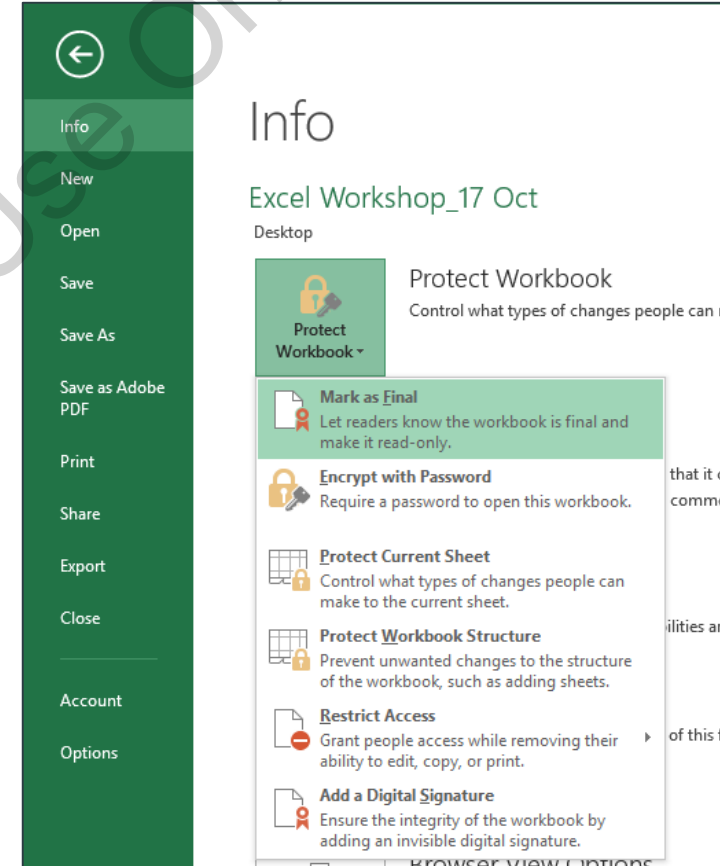 Info
New
Open
Save
Save As
Save as Adobe
PDF
Print
Share
Export
Close
Account
Options
Info
Excel Workshop_17 Oct
Desktop
Protect
Workbook
Protect Workbook
Control what types of changes people can
Mark as Final
Let readers know the workbook is final and
make it read-only.
Encrypt with Password
Require a password to open this workbook.
Protect Current Sheet
Control what types of changes people can
make to the current sheet.
Protect Workbook Structure
Prevent unwanted changes to the structure
of the workbook, such as adding sheets.
Restrict Access
Grant people access while removing their
ability to edit, copy, or print.
Add a Digital Signature
Ensure the integrity of the workbook by
adding an invisible digital signature.
that it
of this
Browser View Options
Use